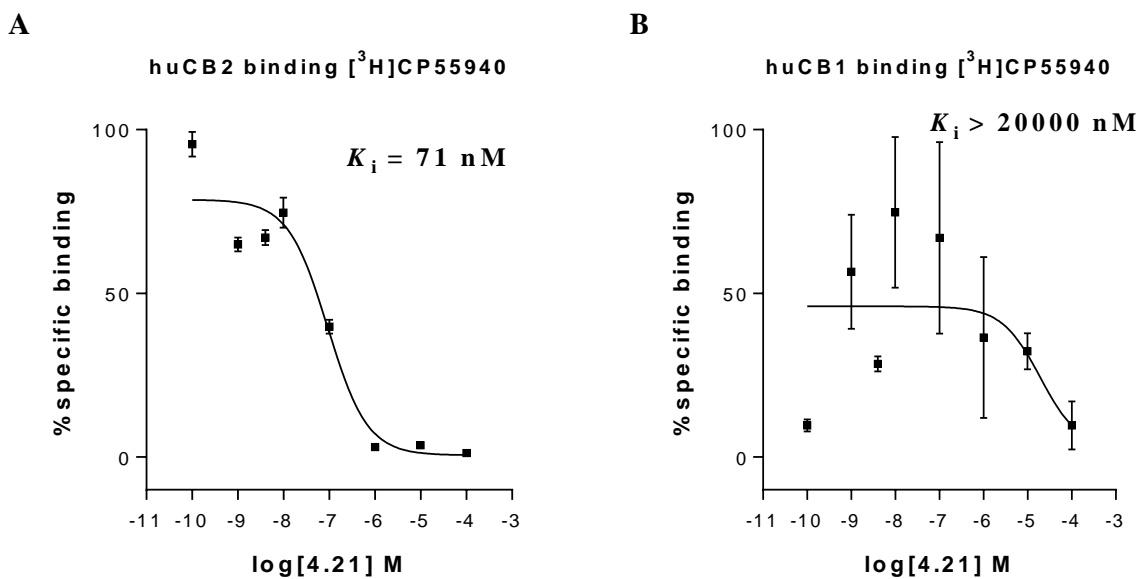 A
huCB2 binding [³H]CP55940
Kᵢ = 71 nM
%specific binding
100
50
0
-11 -10 -9 -8 -7 -6 -5 -4 -3
log[4.21] M
B
huCB1 binding [³H]CP55940
Kᵢ > 20000 nM
%specific binding
100
50
0
-11 -10 -9 -8 -7 -6 -5 -4 -3
log[4.21] M